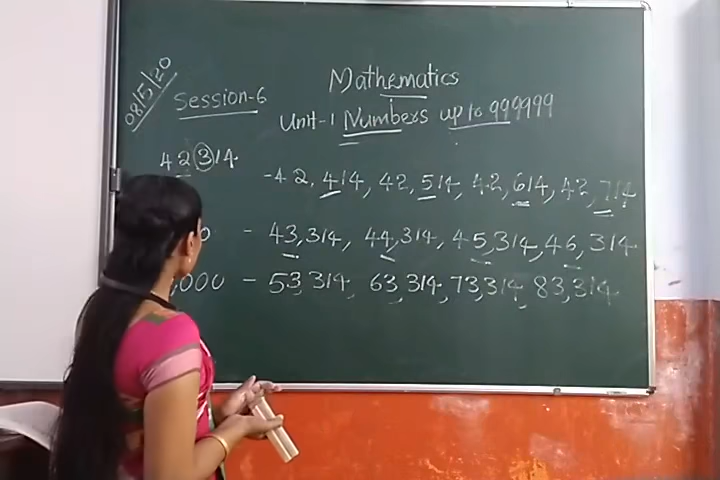 08/5/20
Mathematics
Session-6
Unit-1 Numbers up to 999999
42314
- 42,414, 42,514, 42,614, 42,714
0 - 43,314, 44,314, 45,314, 46,314
,000 - 53,314, 63,314, 73,314, 83,314